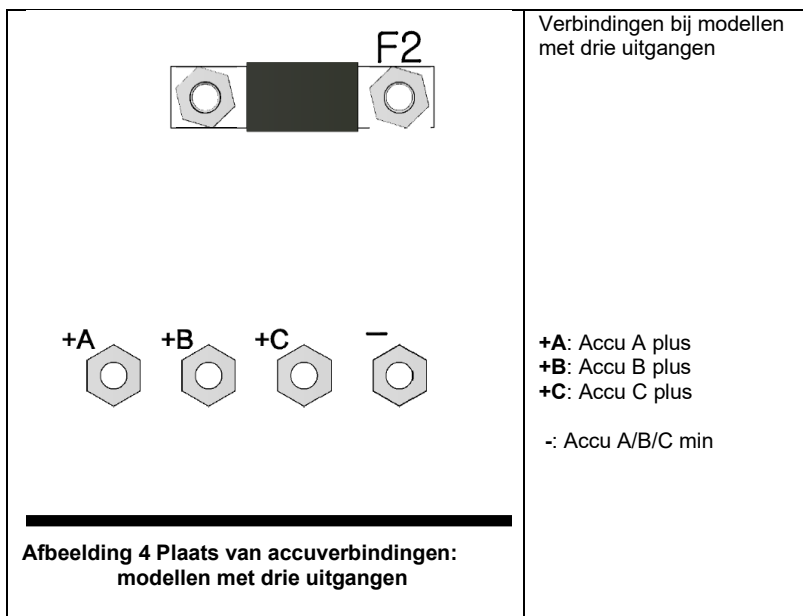 F2
+A +B +C −
Afbeelding 4 Plaats van accuverbindingen:
modellen met drie uitgangen
Verbindingen bij modellen
met drie uitgangen
+A: Accu A plus
+B: Accu B plus
+C: Accu C plus
-: Accu A/B/C min